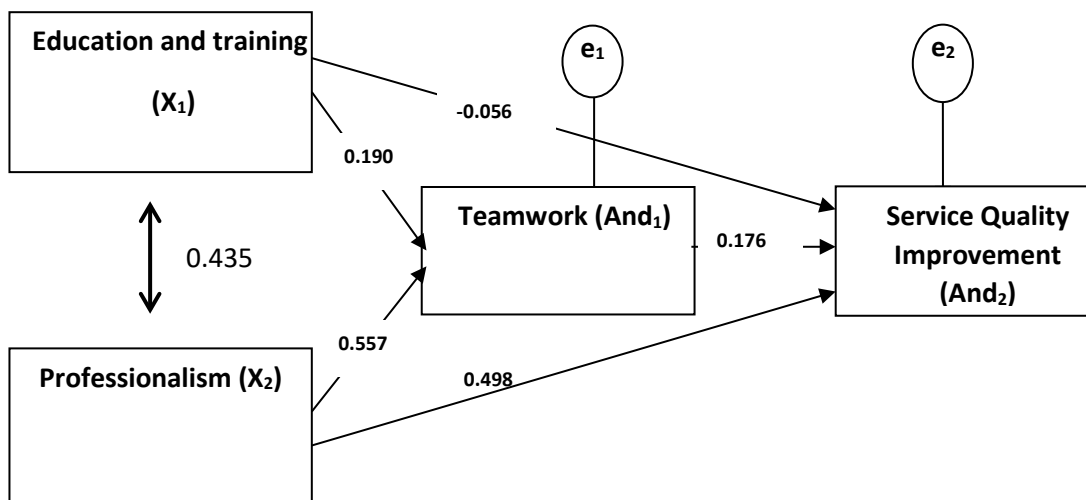 Education and training
(X₁)
e₁
e₂
-0.056
0.190
Teamwork (And₁)
0.176
Service Quality
Improvement
(And₂)
0.435
0.557
Professionalism (X₂)
0.498